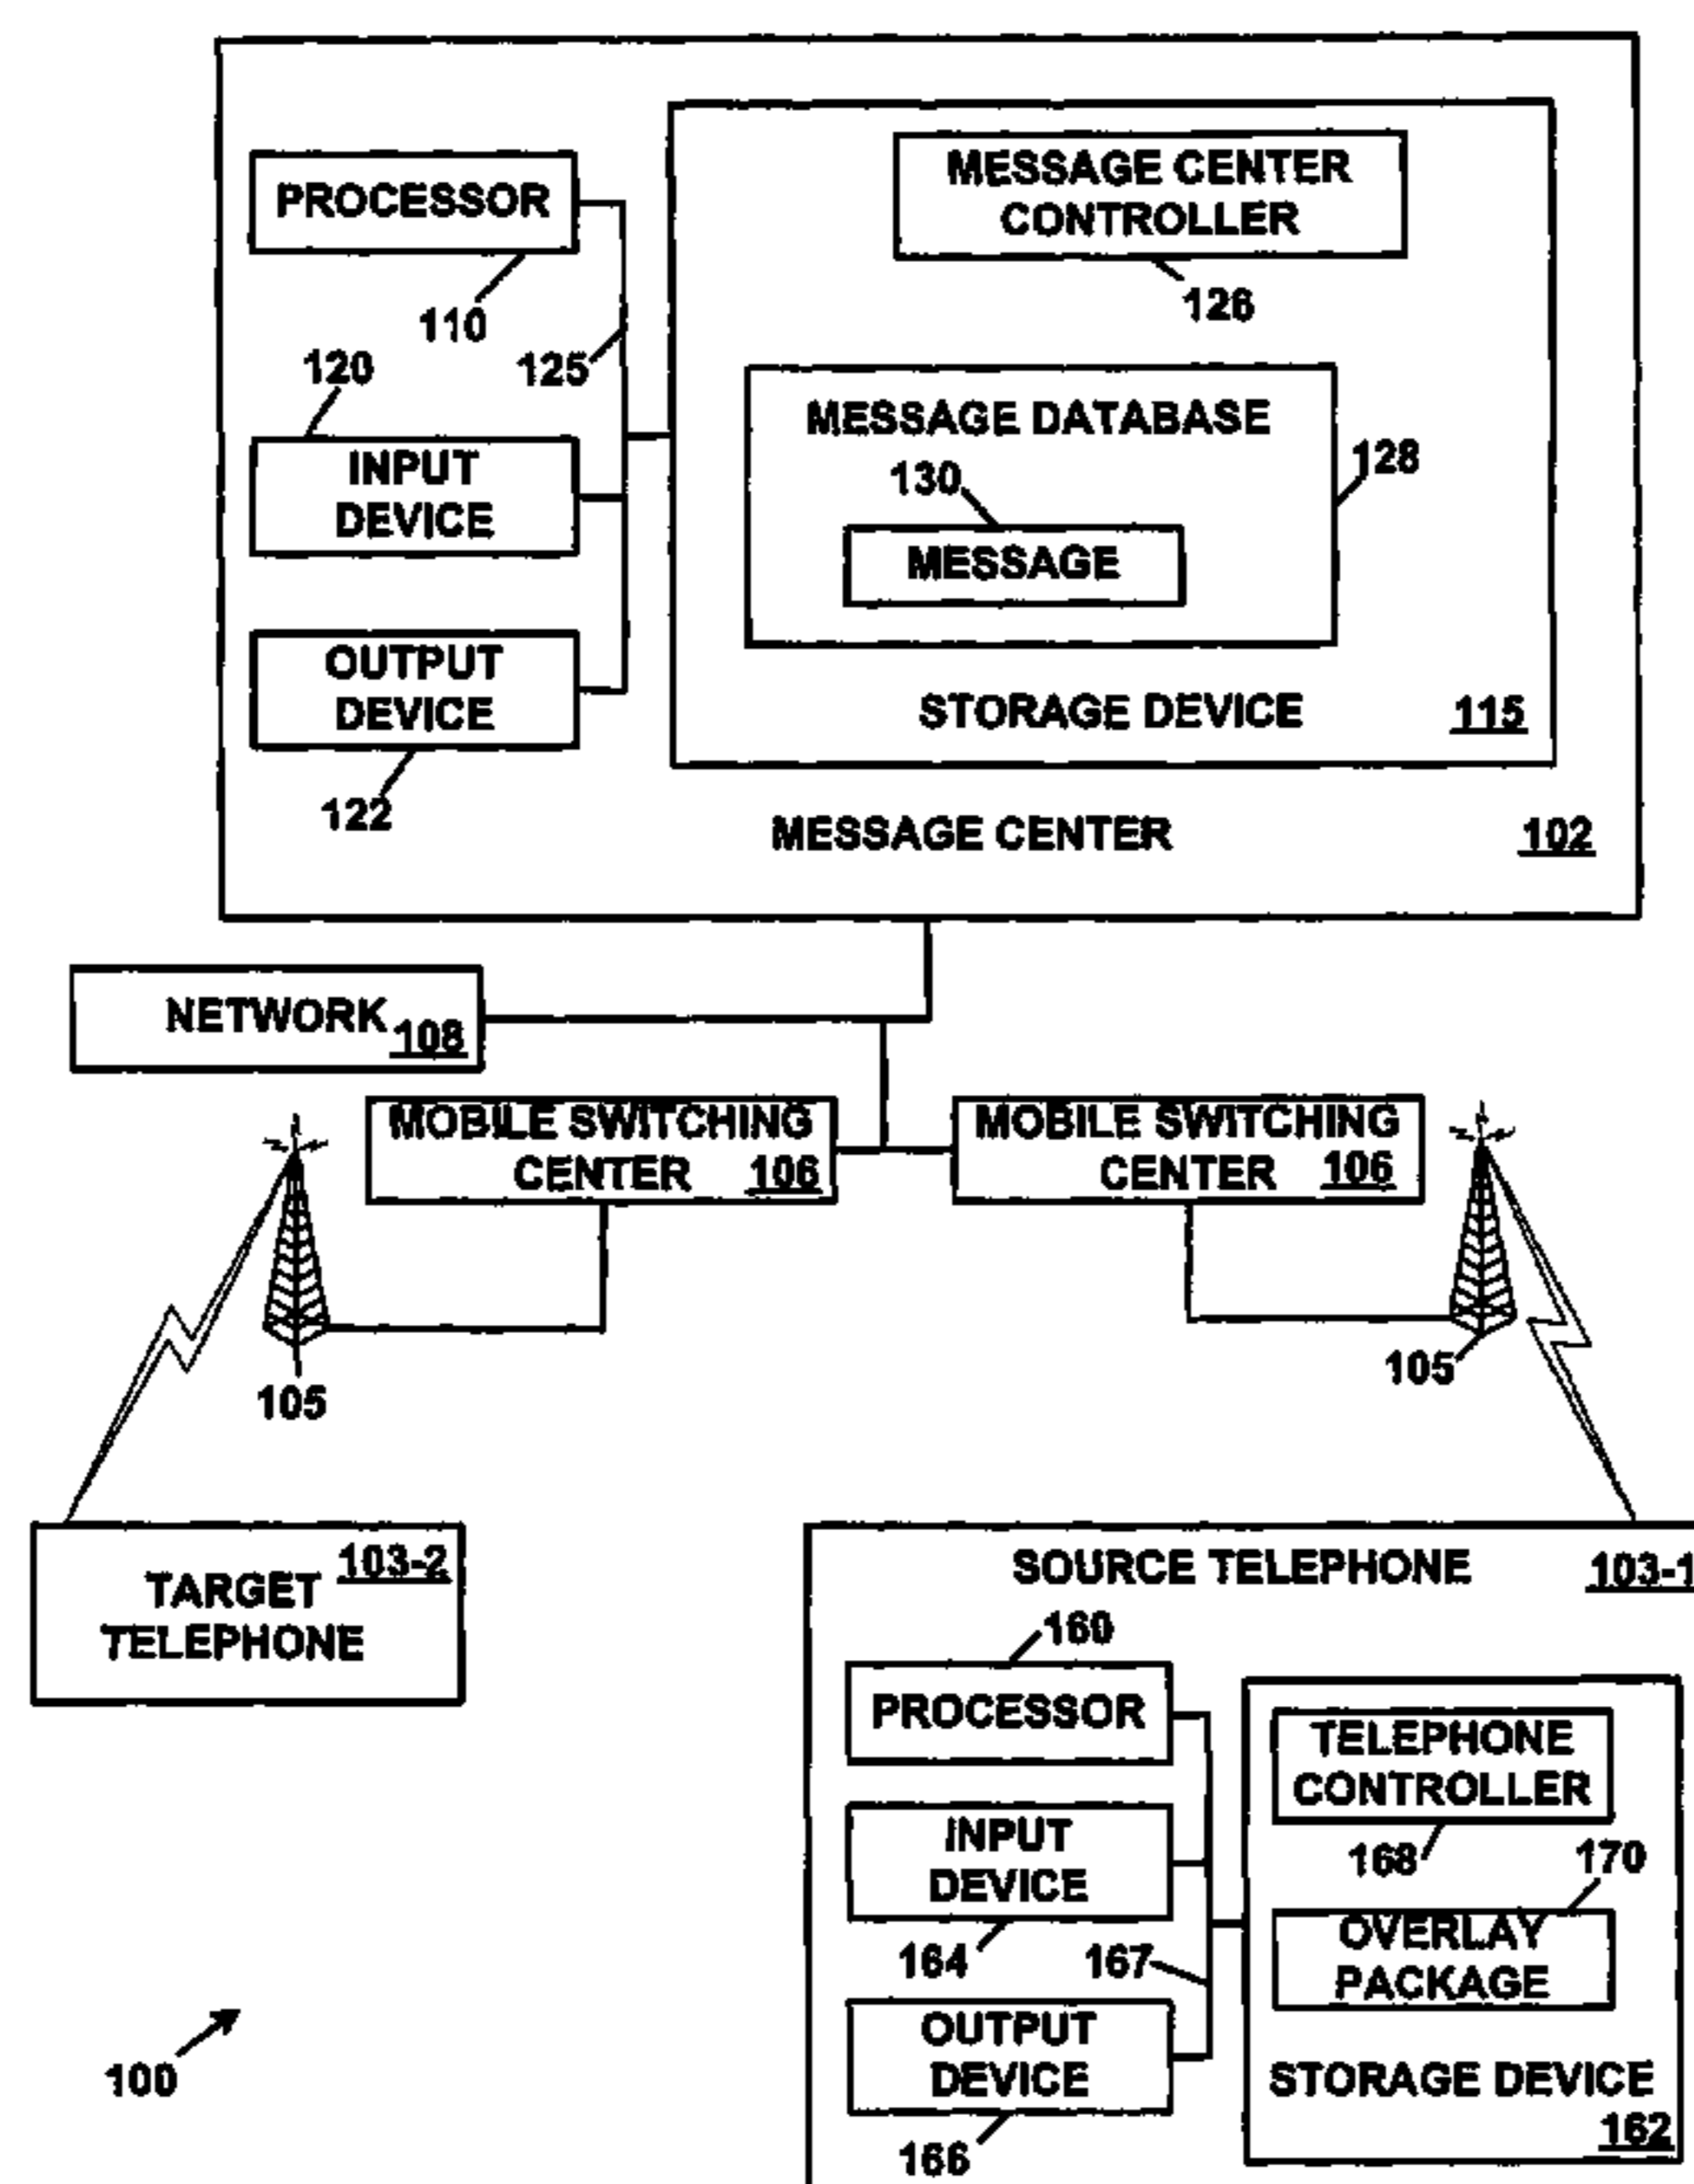 PROCESSOR
110
125
120
INPUT
DEVICE
OUTPUT
DEVICE
122
MESSAGE CENTER
CONTROLLER
126
MESSAGE DATABASE
128
130
MESSAGE
STORAGE DEVICE 115
MESSAGE CENTER 102
NETWORK 108
MOBILE SWITCHING
CENTER 106
MOBILE SWITCHING
CENTER 106
105
105
103-2
TARGET
TELEPHONE
SOURCE TELEPHONE 103-1
160
PROCESSOR
INPUT
DEVICE
164
167
OUTPUT
DEVICE
166
TELEPHONE
CONTROLLER
168
170
OVERLAY
PACKAGE
STORAGE DEVICE
162
100